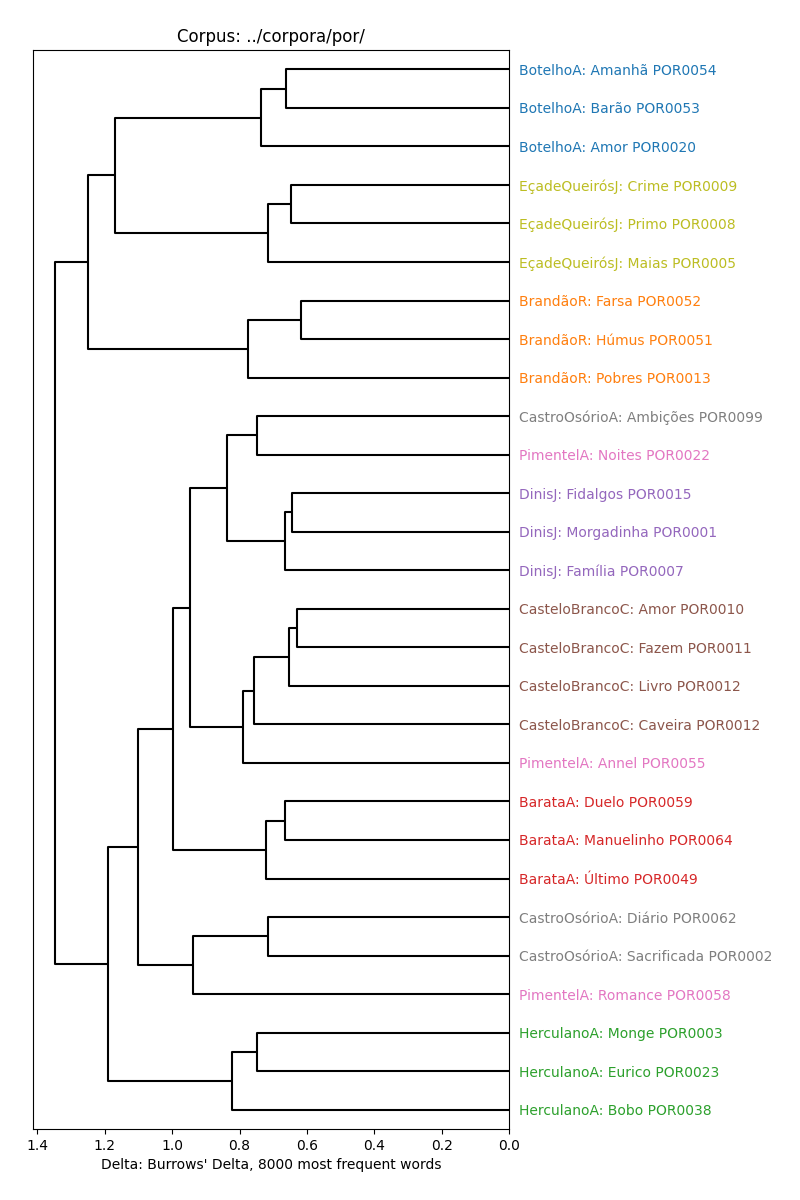 Corpus: ../corpora/por/
BotelhoA: Amanhã POR0054
BotelhoA: Barão POR0053
BotelhoA: Amor POR0020
EçadeQueirósJ: Crime POR0009
EçadeQueirósJ: Primo POR0008
EçadeQueirósJ: Maias POR0005
BrandãoR: Farsa POR0052
BrandãoR: Húmus POR0051
BrandãoR: Pobres POR0013
CastroOsórioA: Ambições POR0099
PimentelA: Noites POR0022
DinisJ: Fidalgos POR0015
DinisJ: Morgadinha POR0001
DinisJ: Família POR0007
CasteloBrancoC: Amor POR0010
CasteloBrancoC: Fazem POR0011
CasteloBrancoC: Livro POR0012
CasteloBrancoC: Caveira POR0012
PimentelA: Annel POR0055
BarataA: Duelo POR0059
BarataA: Manuelinho POR0064
BarataA: Último POR0049
CastroOsórioA: Diário POR0062
CastroOsórioA: Sacrificada POR0002
PimentelA: Romance POR0058
HerculanoA: Monge POR0003
HerculanoA: Eurico POR0023
HerculanoA: Bobo POR0038
1.4 1.2 1.0 0.8 0.6 0.4 0.2 0.0
Delta: Burrows' Delta, 8000 most frequent words